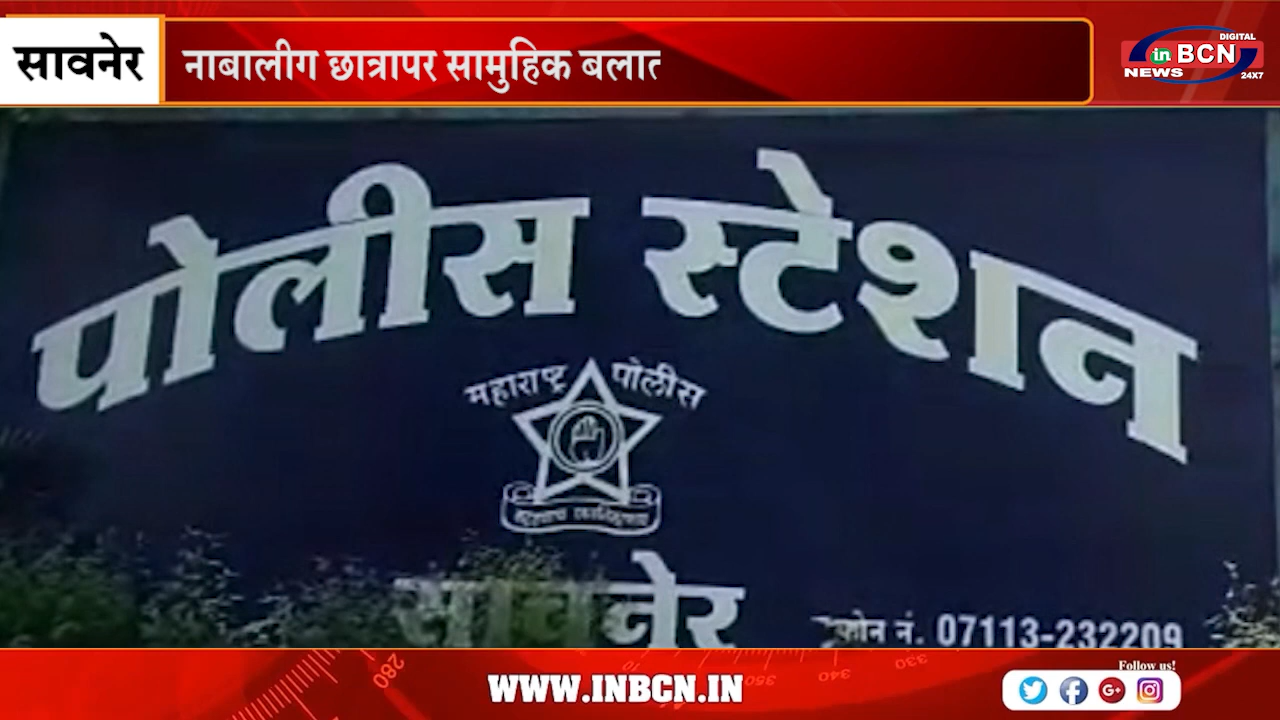 सावनेर
नाबालीग छात्रापर सामुहिक बलात
DIGITAL
in BCN
NEWS 24X7
पोलीस स्टेशन
महाराष्ट्र पोलीस
सावनेर
फोन नं. 07113-232209
WWW.INBCN.IN
Follow us!